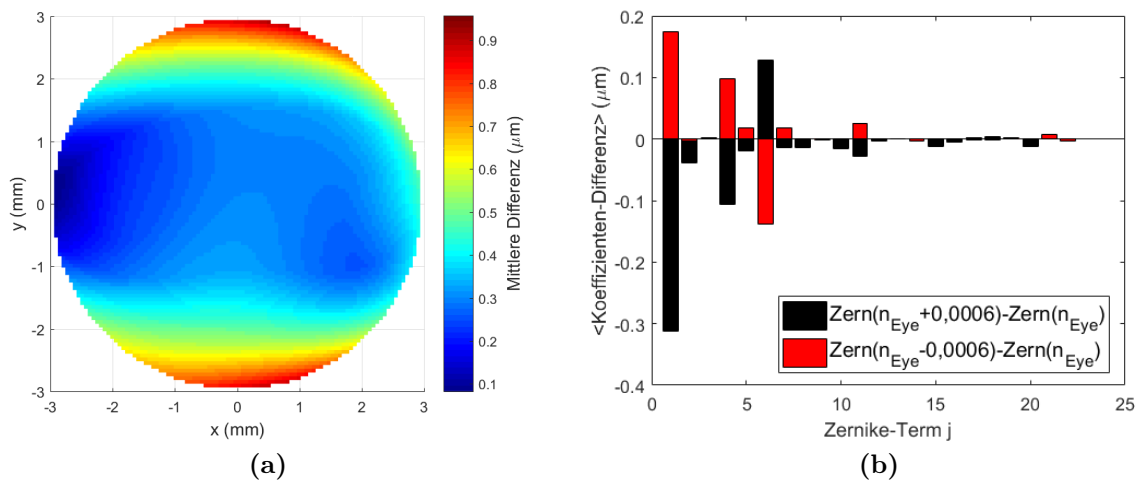 3
2
1
0
-1
-2
-3
y (mm)
-3 -2 -1 0 1 2 3
x (mm)
0.9
0.8
0.7
0.6
0.5
0.4
0.3
0.2
0.1
Mittlere Differenz (μm)
(a)
0.2
0.1
0
-0.1
-0.2
-0.3
-0.4
<Koeffizienten-Differenz> (μm)
Zern(n_Eye+0,0006)-Zern(n_Eye)
Zern(n_Eye-0,0006)-Zern(n_Eye)
0 5 10 15 20 25
Zernike-Term j
(b)